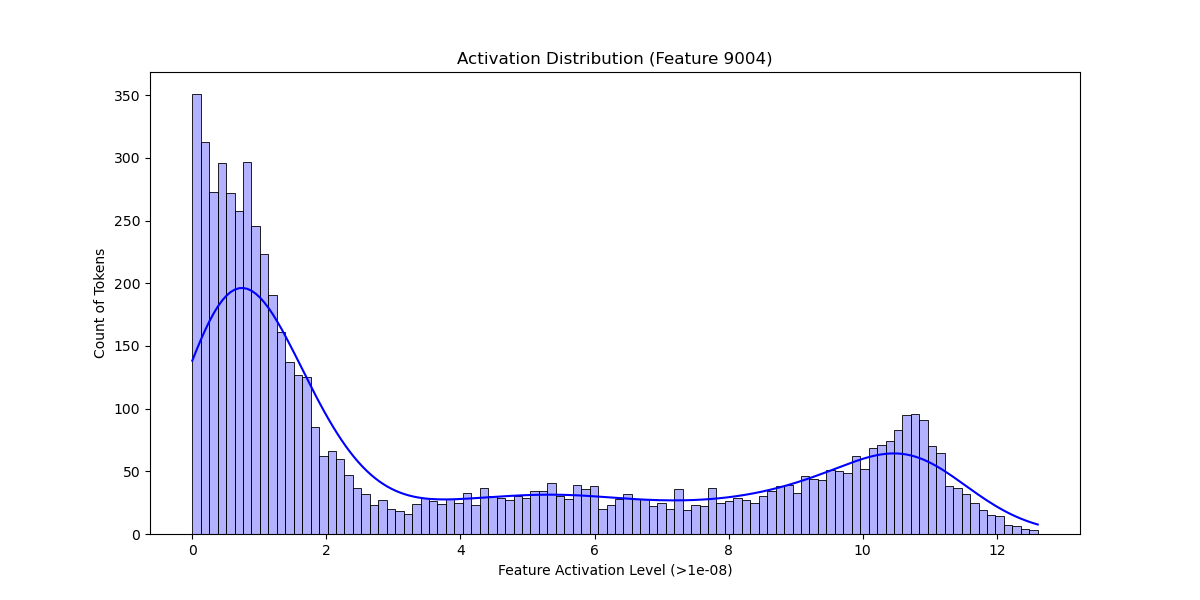 Activation Distribution (Feature 9004)
350
300
250
200
150
100
50
0
Count of Tokens
0 2 4 6 8 10 12
Feature Activation Level (>1e-08)